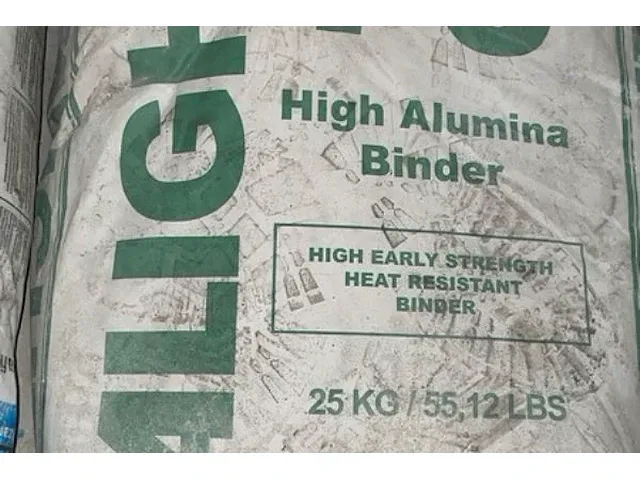 High Alumina
Binder
HIGH EARLY STRENGTH
HEAT RESISTANT
BINDER
25 KG / 55,12 LBS